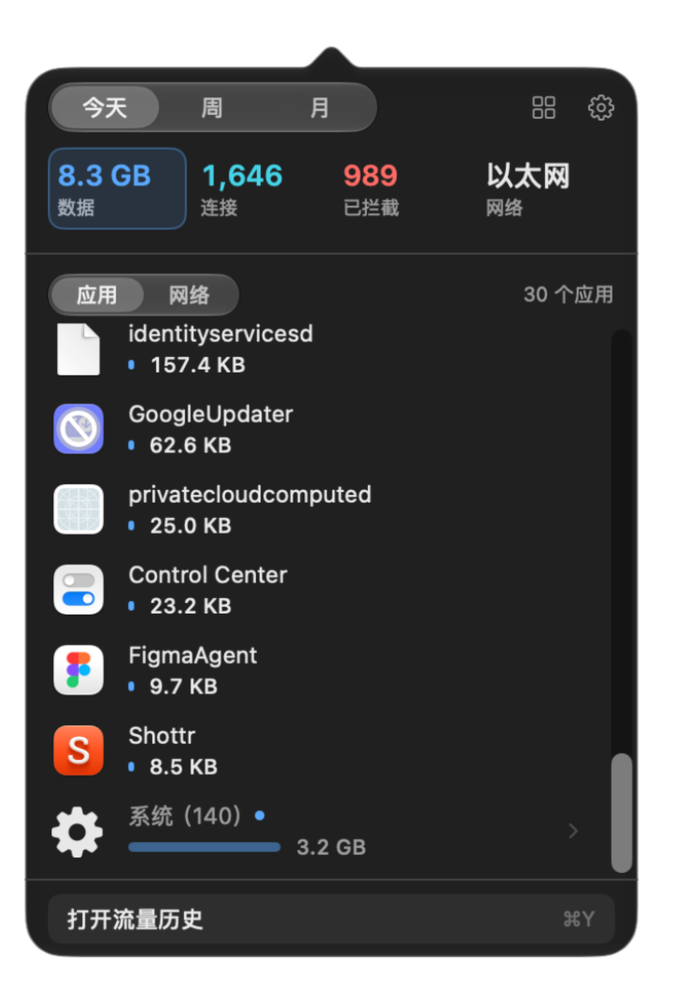 今天 周 月
8.3 GB 1,646 989 以太网
数据 连接 已拦截 网络
应用 网络 30 个应用
identityservicesd
157.4 KB
GoogleUpdater
62.6 KB
privatecloudcomputed
25.0 KB
Control Center
23.2 KB
FigmaAgent
9.7 KB
Shottr
S
8.5 KB
系统 (140)
3.2 GB
打开流量历史 ⌘Y